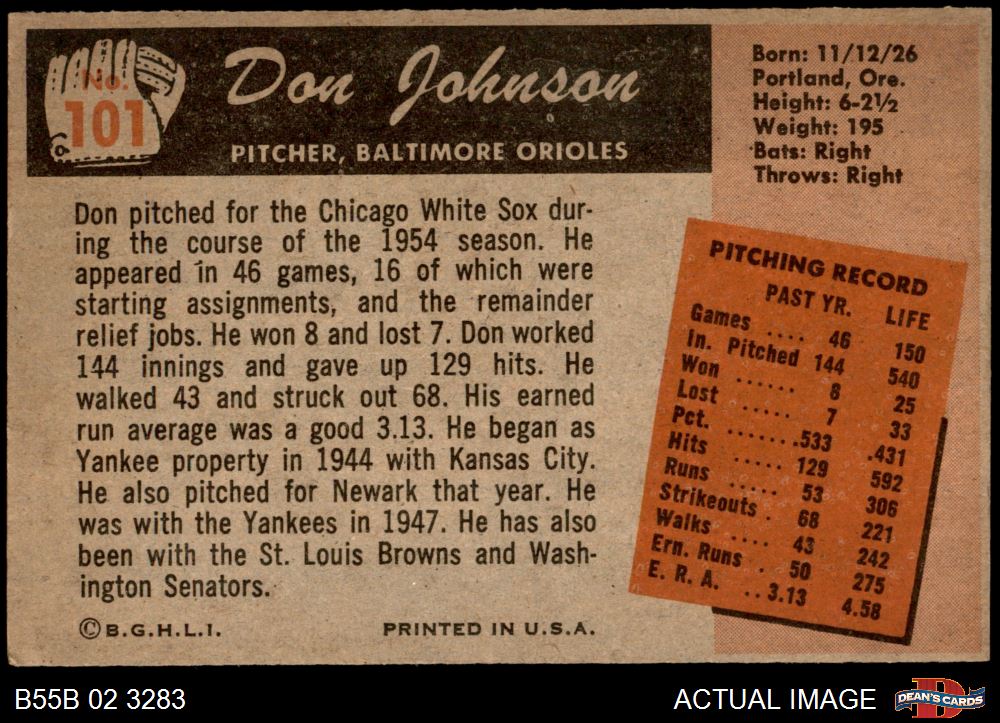 No.
101
Don Johnson
PITCHER, BALTIMORE ORIOLES
Born: 11/12/26
Portland, Ore.
Height: 6-2½
Weight: 195
Bats: Right
Throws: Right
Don pitched for the Chicago White Sox dur-
ing the course of the 1954 season. He
appeared in 46 games, 16 of which were
starting assignments, and the remainder
relief jobs. He won 8 and lost 7. Don worked
144 innings and gave up 129 hits. He
walked 43 and struck out 68. His earned
run average was a good 3.13. He began as
Yankee property in 1944 with Kansas City.
He also pitched for Newark that year. He
was with the Yankees in 1947. He has also
been with the St. Louis Browns and Wash-
ington Senators.
PITCHING RECORD
PAST YR. LIFE
Games .... 46 150
In. Pitched 144 540
Won ...... 8 25
Lost ..... 7 33
Pct. .......533 .431
Hits ..... 129 592
Runs ..... 53 306
Strikeouts . 68 221
Walks .... 43 242
Ern. Runs . 50 275
E. R. A. ..3.13 4.58
©B.G.H.L.I. PRINTED IN U.S.A.
B55B 02 3283
ACTUAL IMAGE
D
DEAN'S CARDS